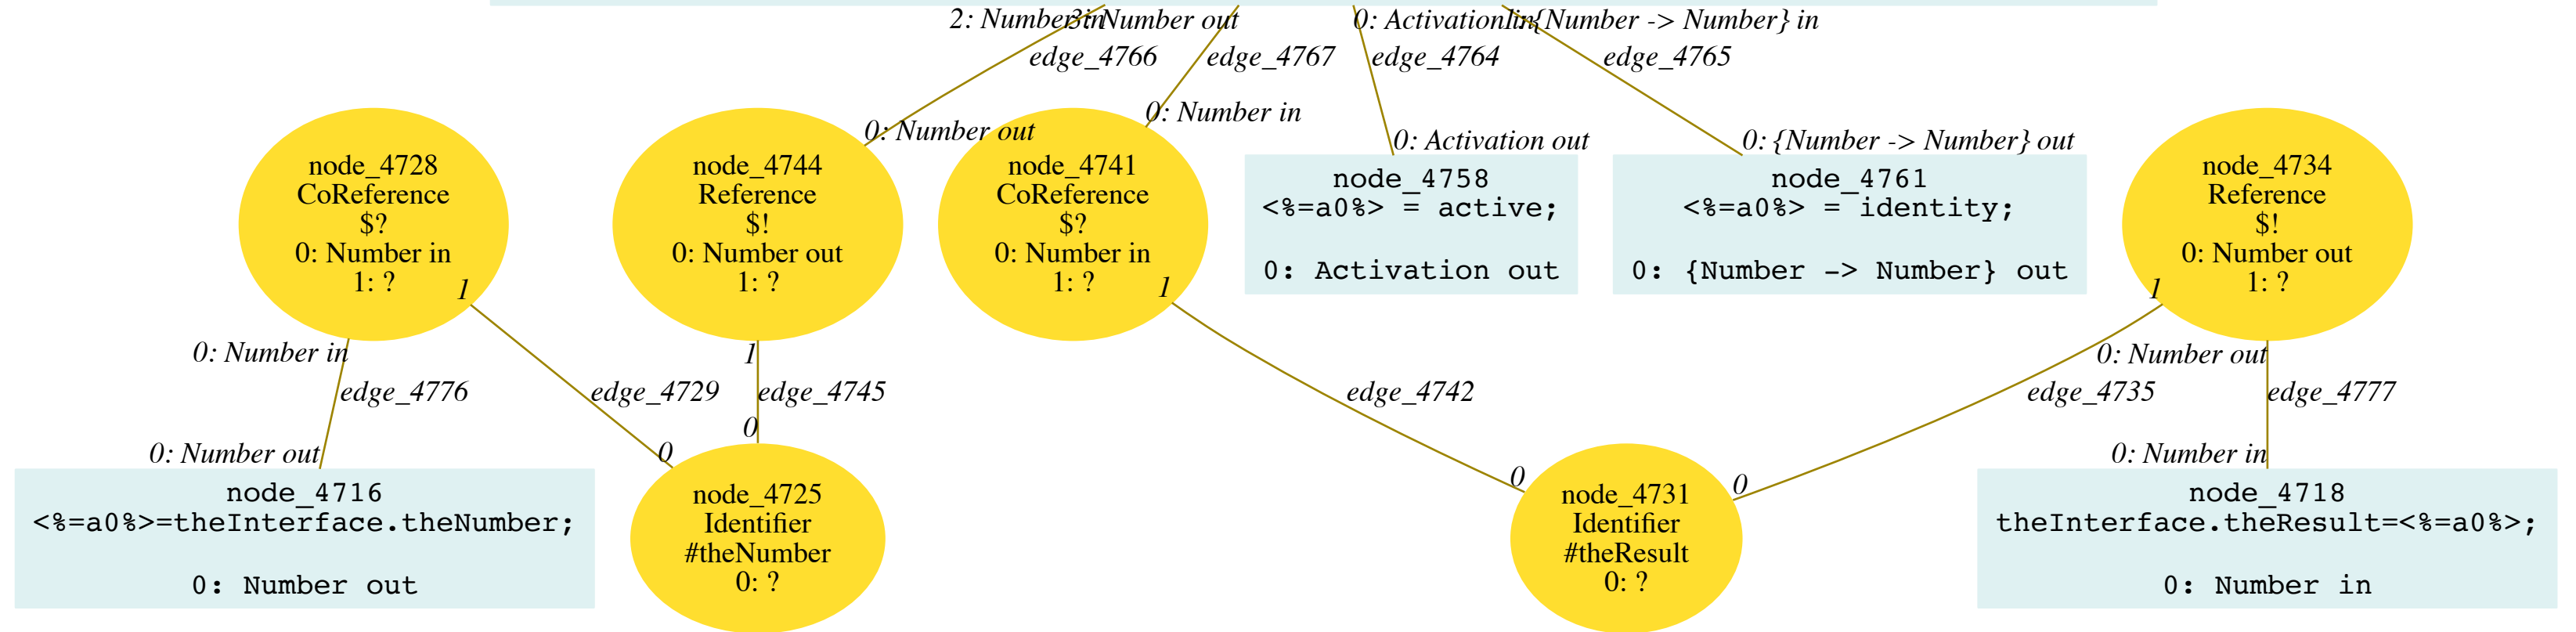 2: Number in
3: Number out
0: Activation in
1: {Number -> Number} in
edge_4766
edge_4767
edge_4764
edge_4765
0: Number out
0: Number in
0: Activation out
0: {Number -> Number} out
node_4728
CoReference
$?
0: Number in
1: ?
node_4744
Reference
$!
0: Number out
1: ?
node_4741
CoReference
$?
0: Number in
1: ?
node_4758
<%=a0%> = active;
0: Activation out
node_4761
<%=a0%> = identity;
0: {Number -> Number} out
node_4734
Reference
$!
0: Number out
1: ?
1
1
1
0: Number in
1
0: Number out
edge_4776
edge_4729
edge_4745
edge_4742
edge_4735
edge_4777
0: Number out
0
0
0
0
0: Number in
node_4716
<%=a0%>=theInterface.theNumber;
0: Number out
node_4725
Identifier
#theNumber
0: ?
node_4731
Identifier
#theResult
0: ?
node_4718
theInterface.theResult=<%=a0%>;
0: Number in